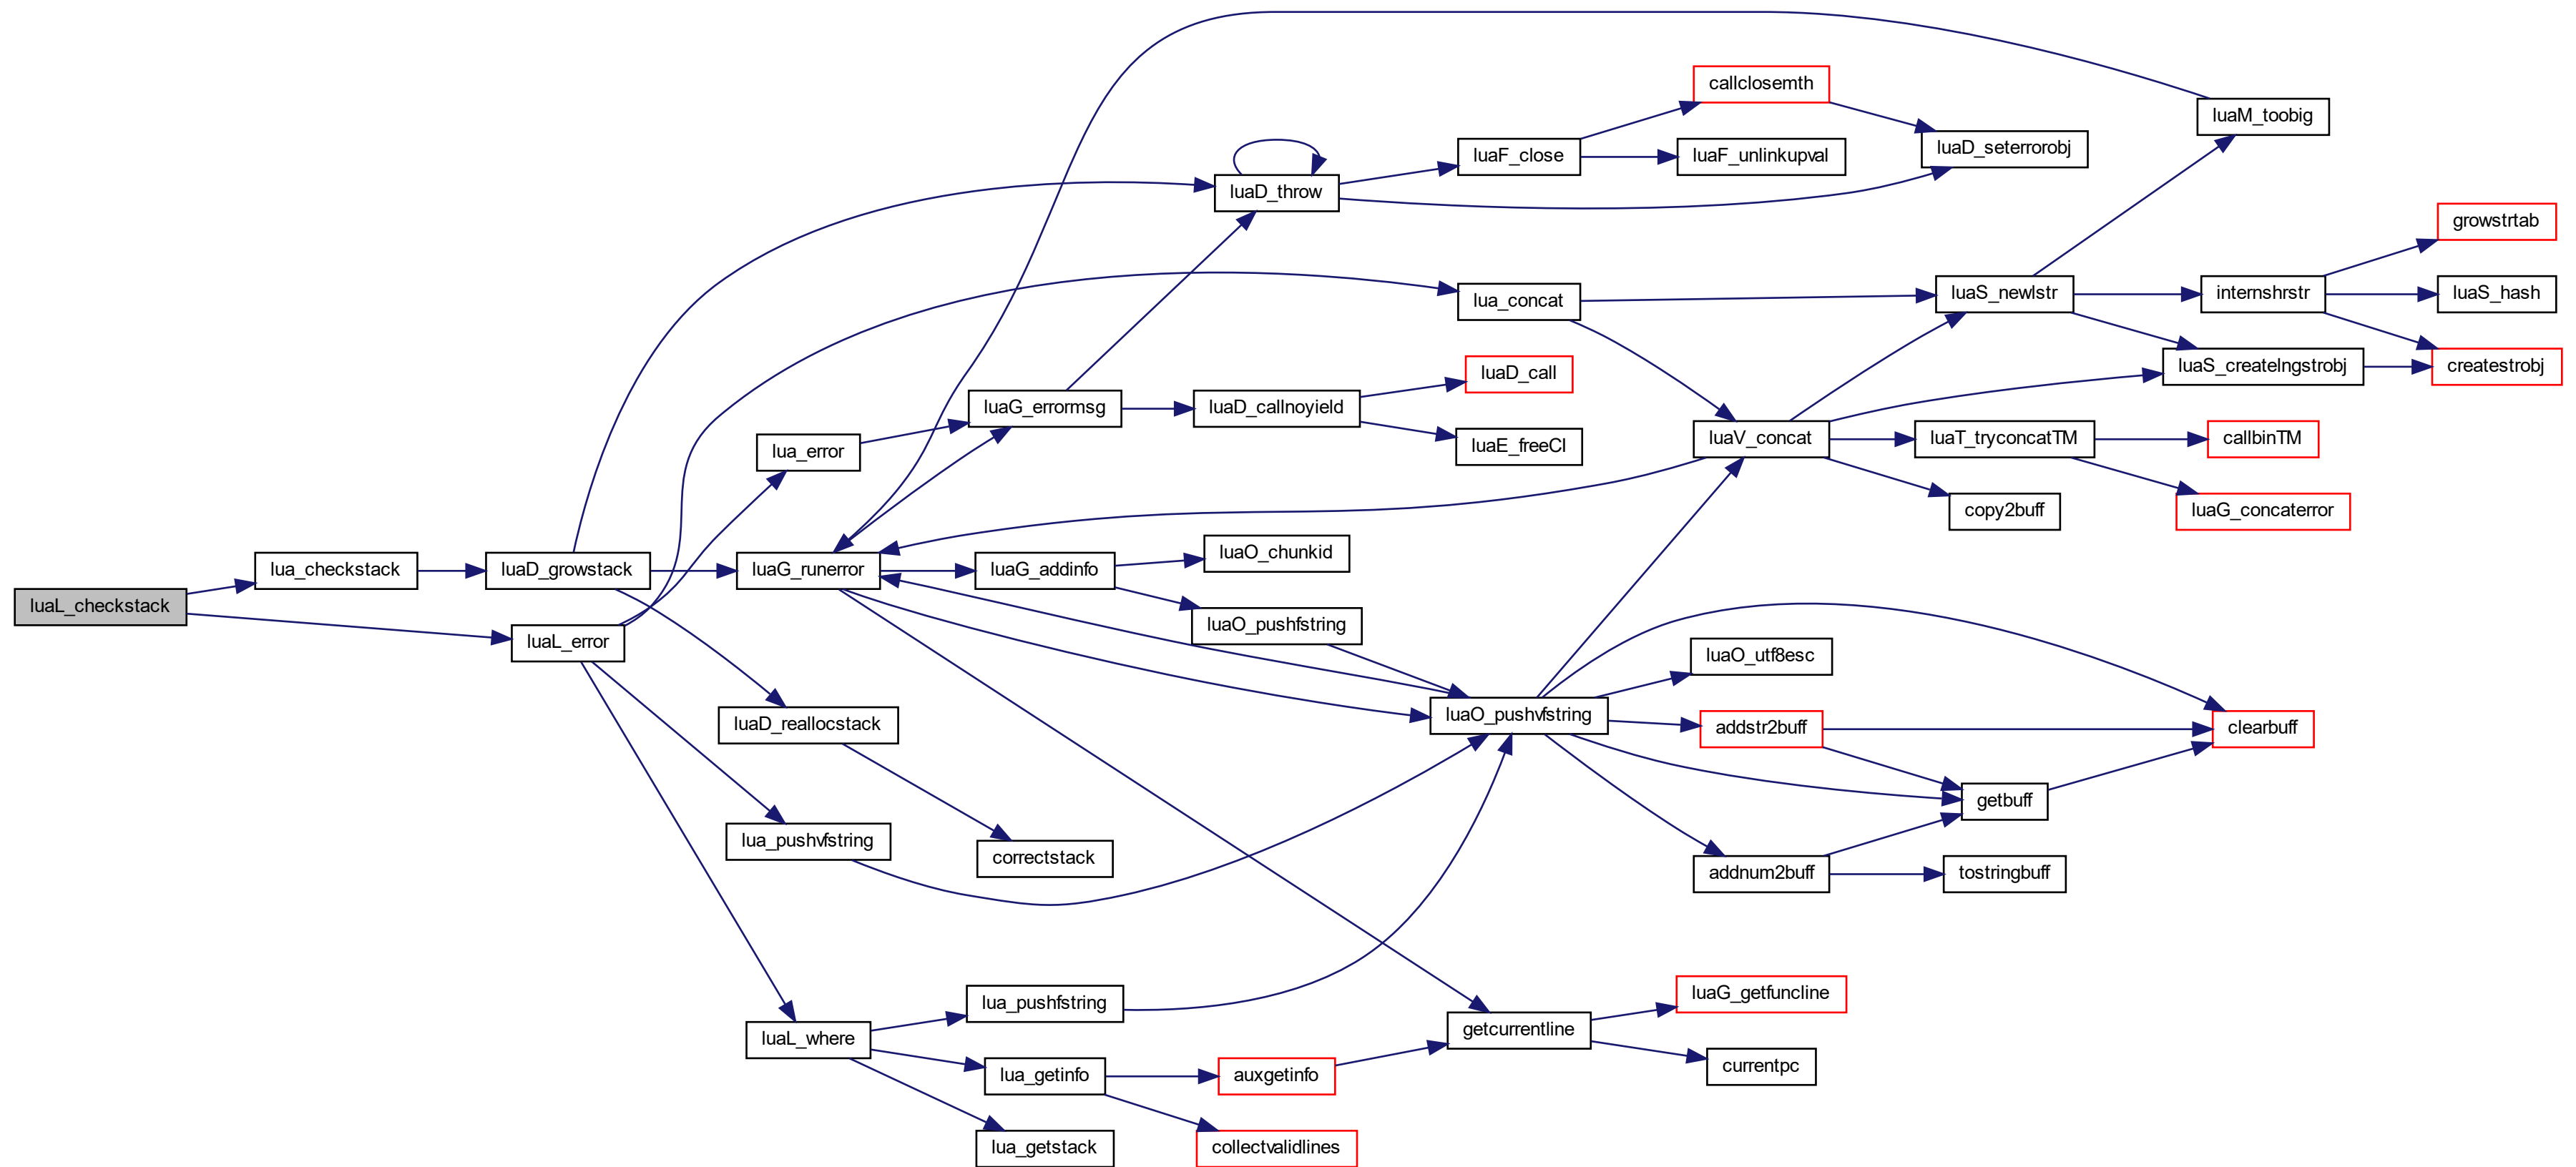 callclosemth
luaM_toobig
luaF_close
luaF_unlinkupval
luaD_seterrorobj
luaD_throw
growstrtab
lua_concat
luaS_newlstr
internshrstr
luaS_hash
luaD_call
luaS_createlngstrobj
createstrobj
luaG_errormsg
luaD_callnoyield
lua_error
luaE_freeCI
luaV_concat
luaT_tryconcatTM
callbinTM
copy2buff
luaG_concaterror
lua_checkstack
luaD_growstack
luaG_runerror
luaG_addinfo
luaO_chunkid
luaL_checkstack
luaL_error
luaO_pushfstring
luaO_utf8esc
luaD_reallocstack
luaO_pushvfstring
addstr2buff
clearbuff
getbuff
lua_pushvfstring
correctstack
addnum2buff
tostringbuff
lua_pushfstring
luaG_getfuncline
luaL_where
getcurrentline
currentpc
lua_getinfo
auxgetinfo
lua_getstack
collectvalidlines